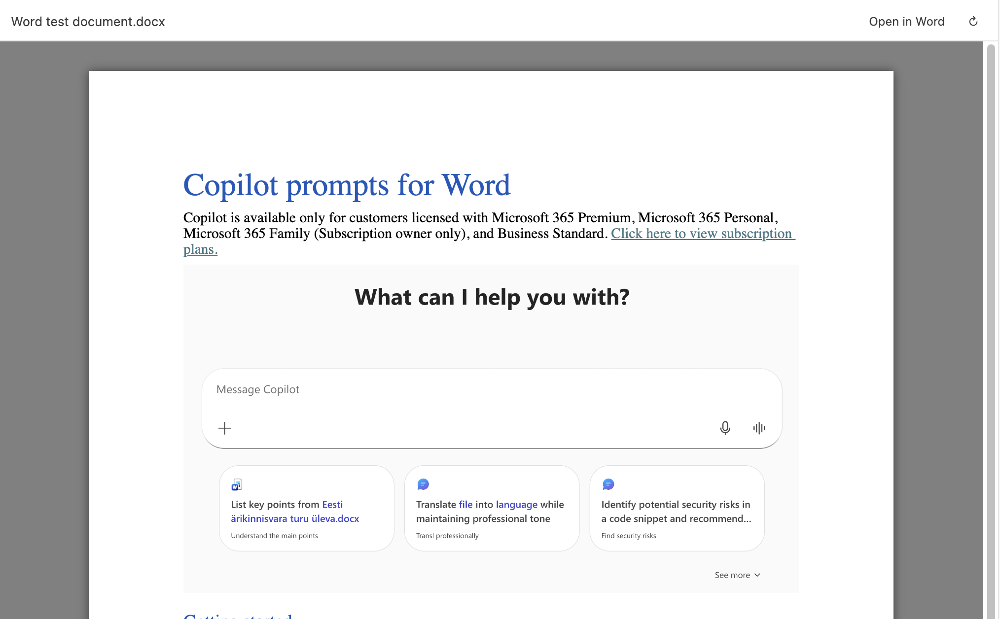 Word test document.docx
Open in Word
Copilot prompts for Word
Copilot is available only for customers licensed with Microsoft 365 Premium, Microsoft 365 Personal,
Microsoft 365 Family (Subscription owner only), and Business Standard. Click here to view subscription
plans.
What can I help you with?
Message Copilot
List key points from Eesti
ärikinnisvara turu üleva.docx
Understand the main points
Translate file into language while
maintaining professional tone
Transl professionally
Identify potential security risks in
a code snippet and recommend...
Find security risks
See more
Getting started